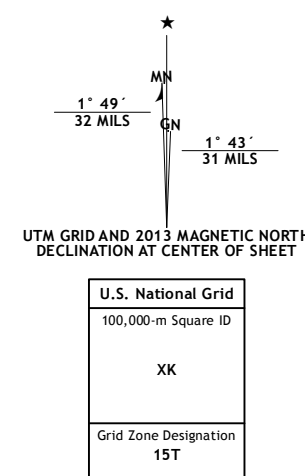 ★
MN
1° 49´
32 MILS
GN
1° 43´
31 MILS
UTM GRID AND 2013 MAGNETIC NORTH
DECLINATION AT CENTER OF SHEET
U.S. National Grid
100,000-m Square ID
XK
Grid Zone Designation
15T